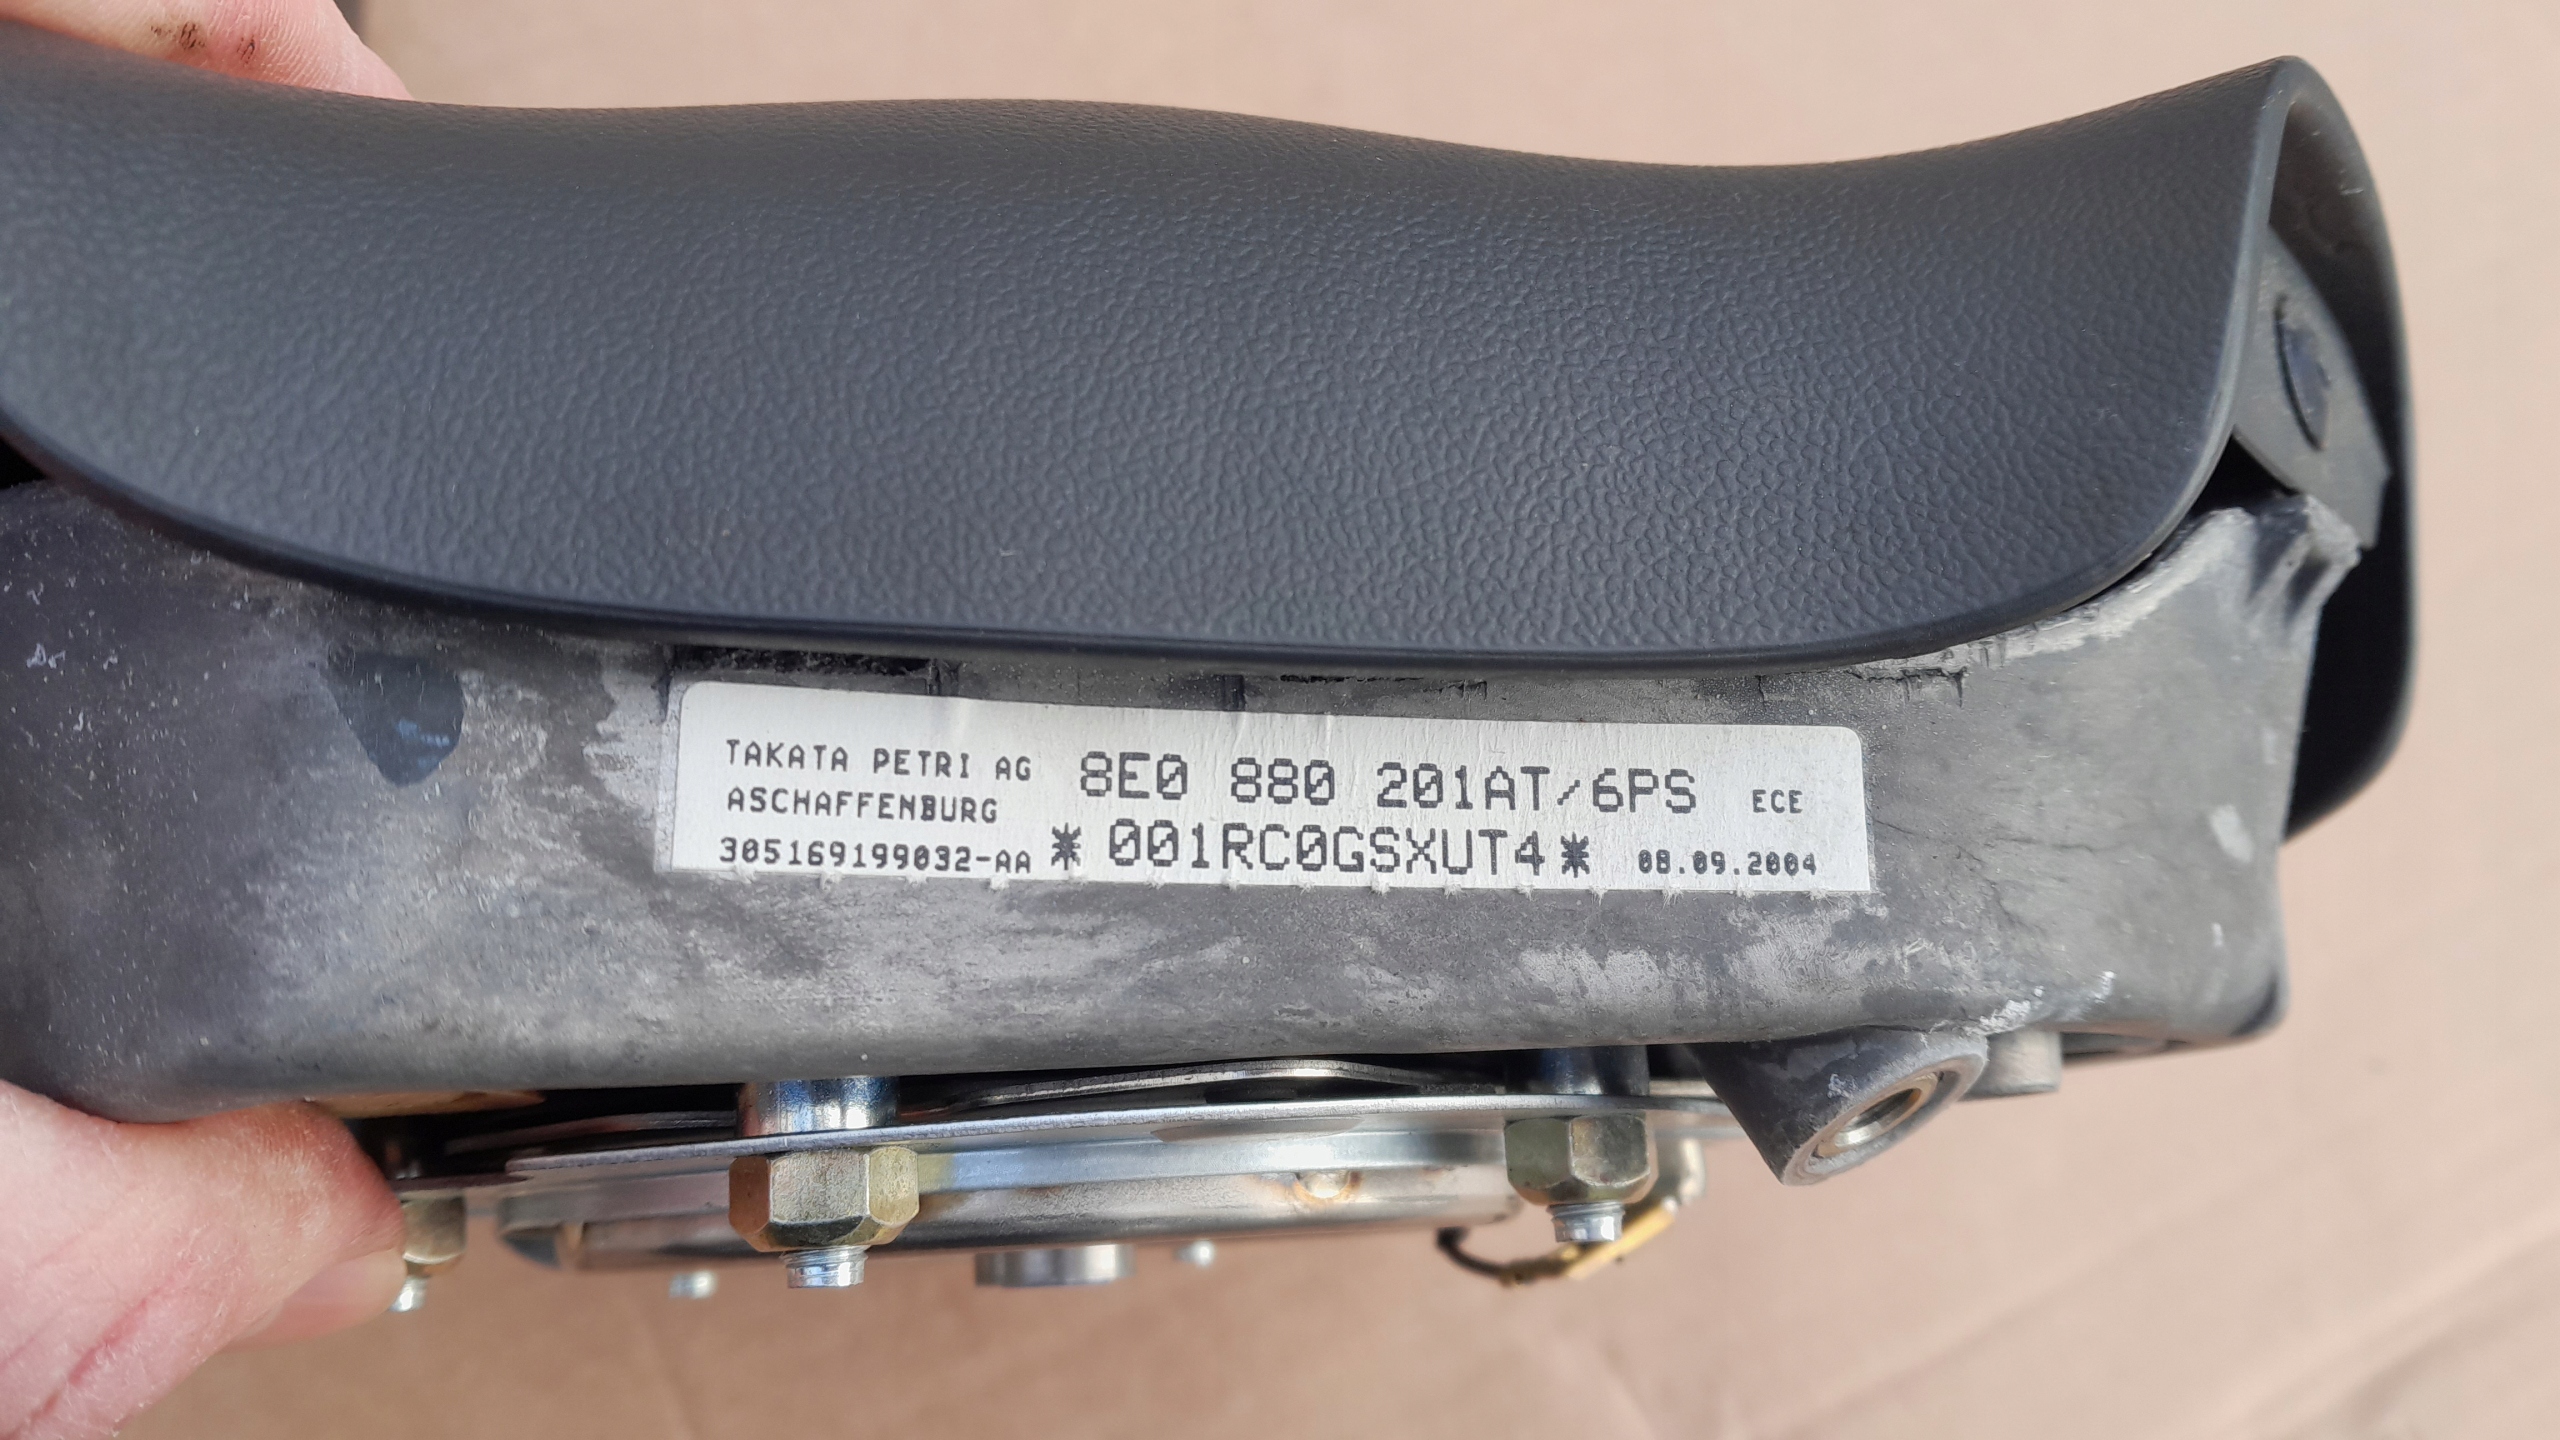 TAKATA PETRI AG 8E0 880 201AT/6PS ECE
ASCHAFFENBURG
305169199032-AA *001RC0GSXUT4* 08.09.2004